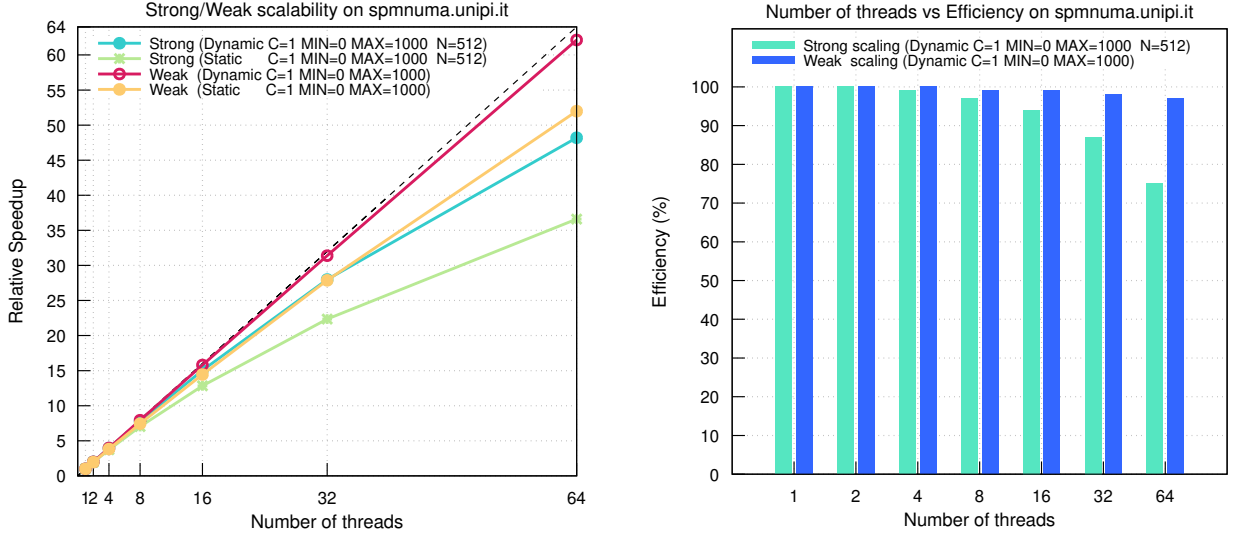 Strong/Weak scalability on spmnuma.unipi.it
64
60
55
50
45
40
35
30
25
20
15
10
5
0
Relative Speedup
Strong (Dynamic C=1 MIN=0 MAX=1000  N=512)
Strong (Static      C=1 MIN=0 MAX=1000  N=512)
Weak  (Dynamic C=1 MIN=0 MAX=1000)
Weak  (Static      C=1 MIN=0 MAX=1000)
1 2 4 8 16 32 64
Number of threads
Number of threads vs Efficiency on spmnuma.unipi.it
Strong scaling (Dynamic C=1 MIN=0 MAX=1000  N=512)
Weak  scaling (Dynamic C=1 MIN=0 MAX=1000)
100
90
80
70
60
50
40
30
20
10
0
Efficiency (%)
1 2 4 8 16 32 64
Number of threads